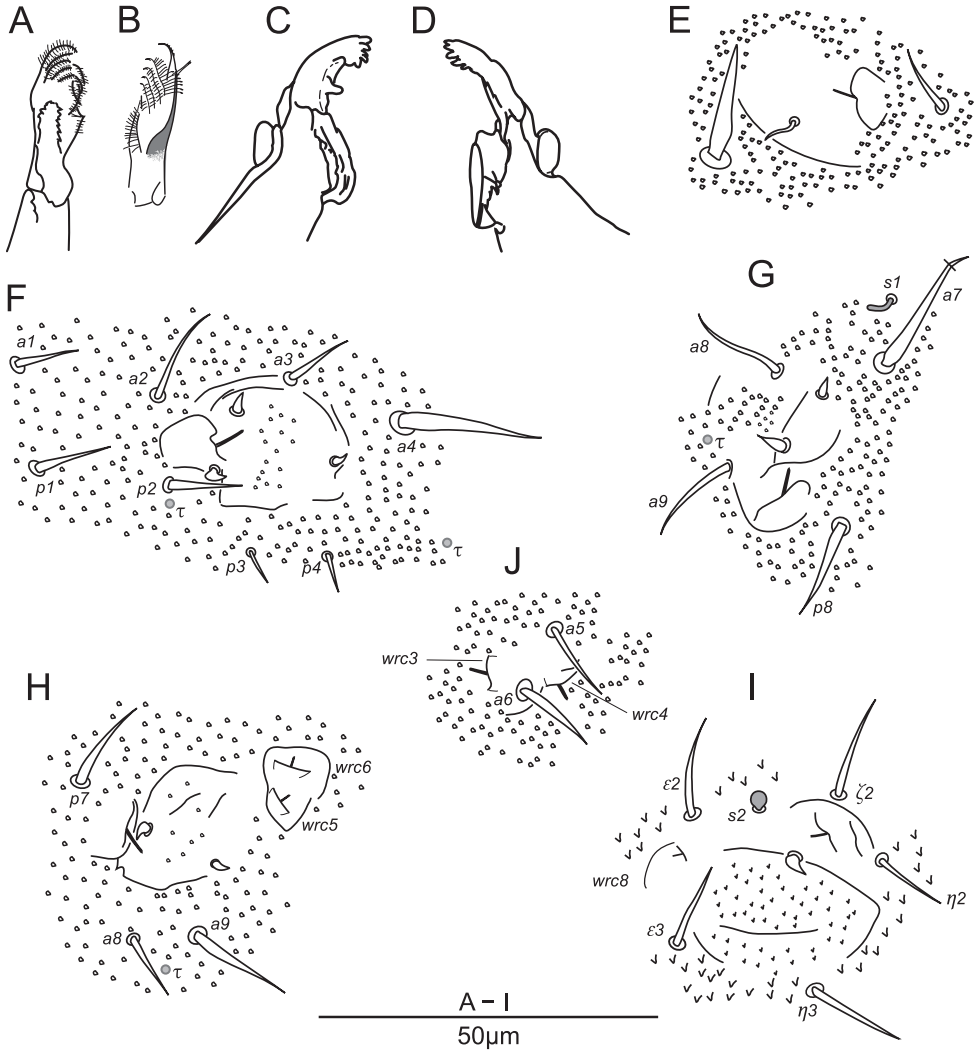 A
B
C
D
E
F
a1
a2
a3
a4
p1
p2
τ
p3
p4
τ
G
s1
a7
a8
τ
a9
p8
J
a5
wrc3
a6
wrc4
H
p7
wrc6
wrc5
a8
a9
τ
I
ε2
s2
ζ2
wrc8
η2
ε3
η3
A – I
50µm